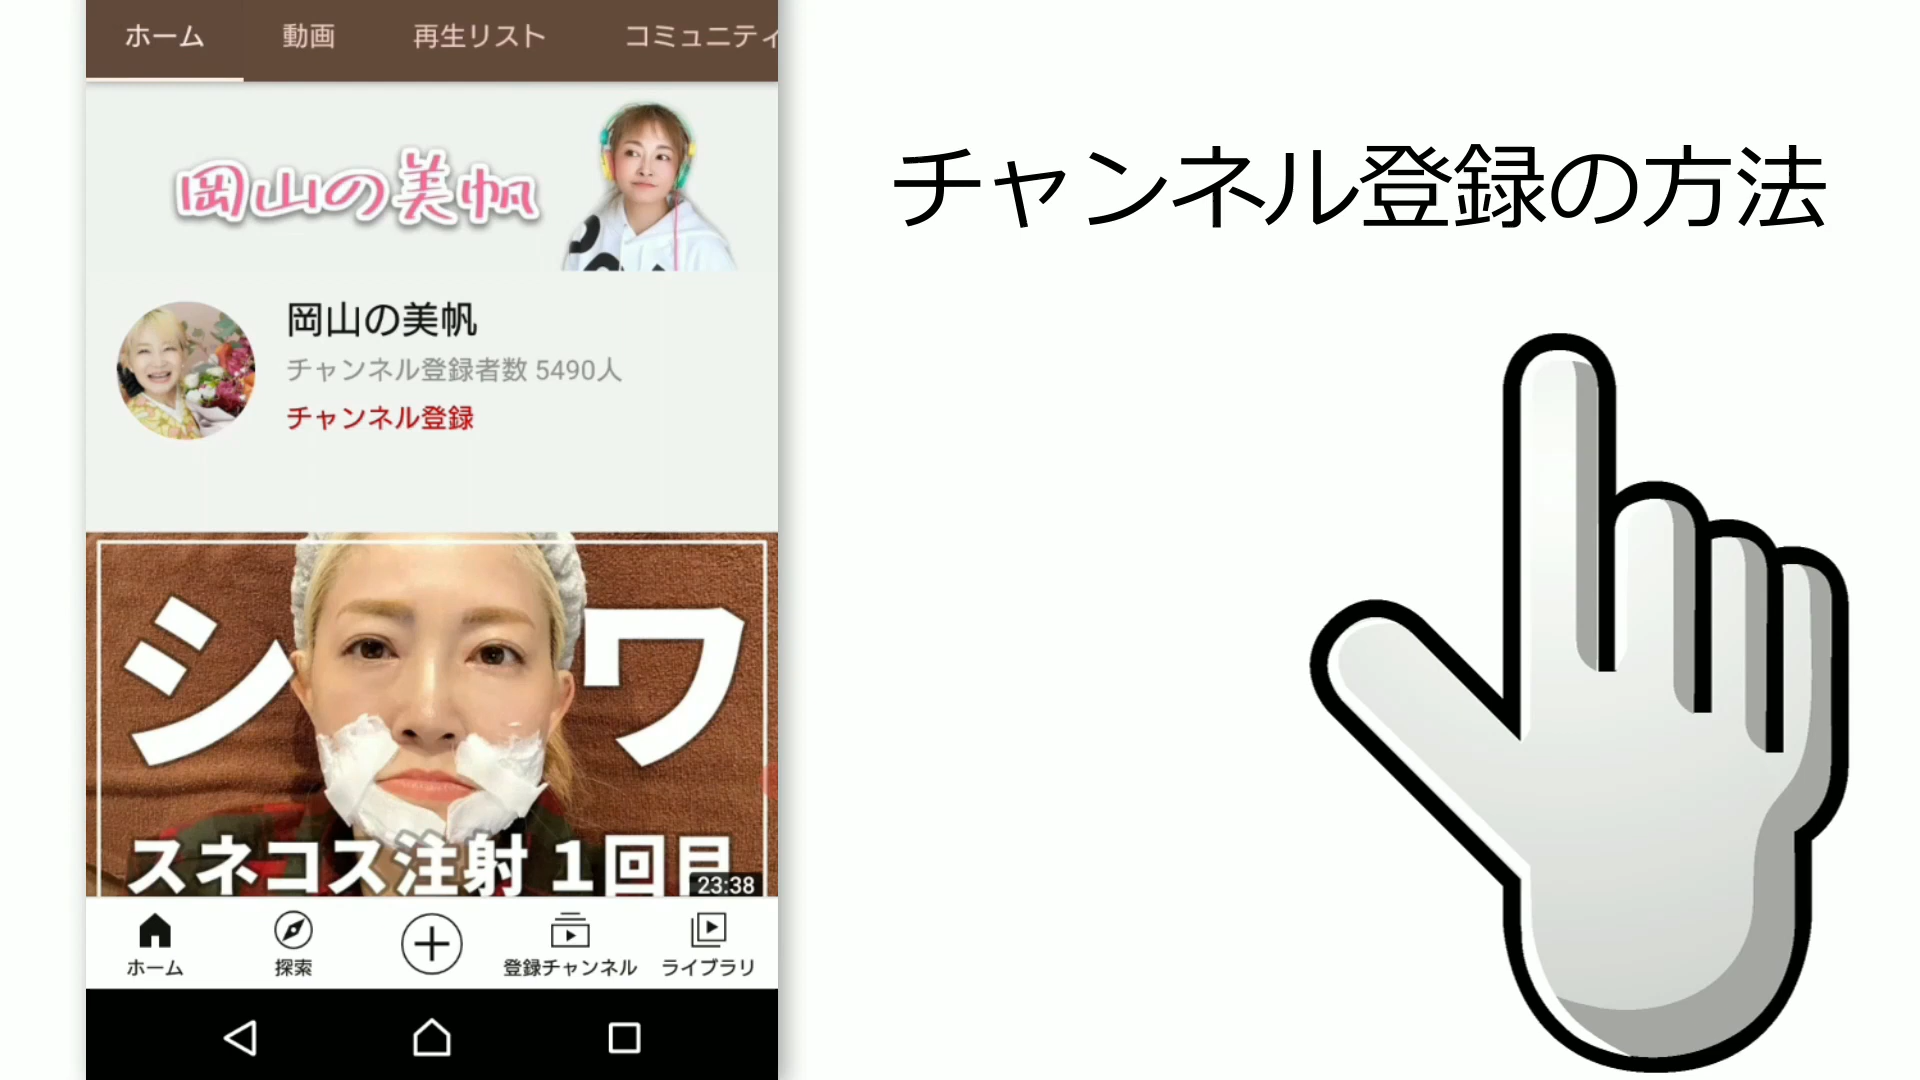 ホーム 動画 再生リスト コミュニティ
岡山の美帆
岡山の美帆
チャンネル登録者数 5490人
チャンネル登録
シワ
スネコス注射 1回目
23:38
ホーム 探索 登録チャンネル ライブラリ
チャンネル登録の方法